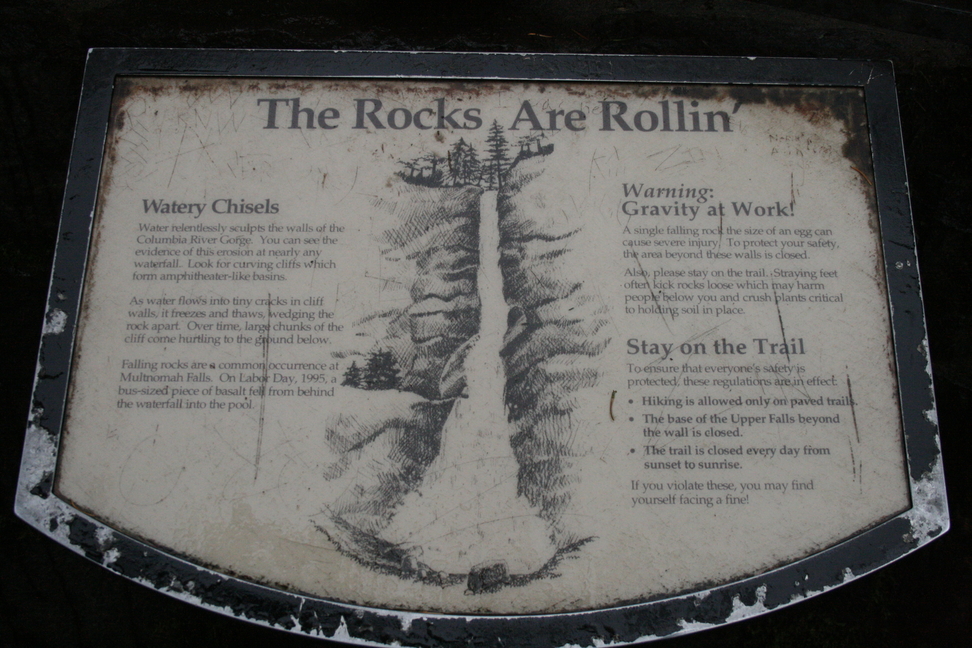 The Rocks Are Rollin'
Watery Chisels
Water relentlessly sculpts the walls of the
Columbia River Gorge. You can see the
evidence of this erosion at nearly any
waterfall. Look for curving cliffs which
form amphitheater-like basins.
As water flows into tiny cracks in cliff
walls, it freezes and thaws, wedging the
rock apart. Over time, large chunks of the
cliff come hurtling to the ground below.
Falling rocks are a common occurrence at
Multnomah Falls. On Labor Day, 1995, a
bus-sized piece of basalt fell from behind
the waterfall into the pool.
Warning:
Gravity at Work!
A single falling rock the size of an egg can
cause severe injury. To protect your safety,
the area beyond these walls is closed.
Also, please stay on the trail. Straying feet
often kick rocks loose which may harm
people below you and crush plants critical
to holding soil in place.
Stay on the Trail
To ensure that everyone's safety is
protected, these regulations are in effect:
• Hiking is allowed only on paved trails.
• The base of the Upper Falls beyond
the wall is closed.
• The trail is closed every day from
sunset to sunrise.
If you violate these, you may find
yourself facing a fine!